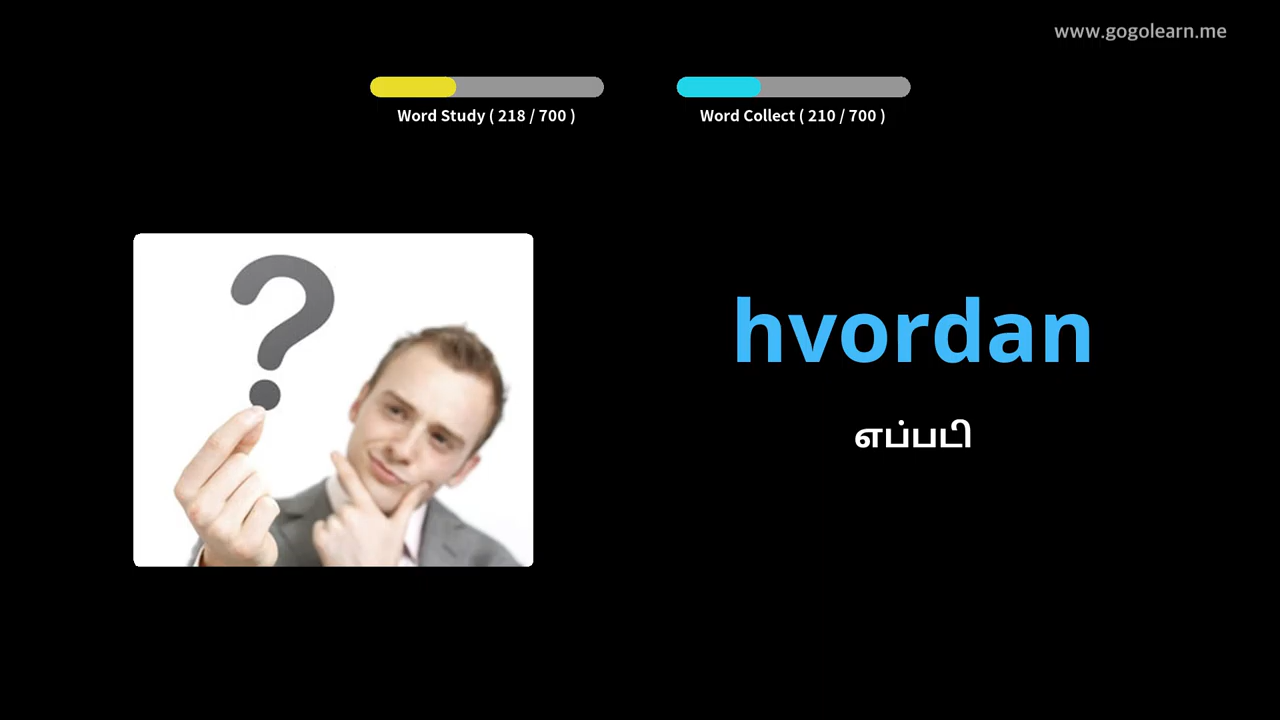 www.gogolearn.me
Word Study ( 218 / 700 )
Word Collect ( 210 / 700 )
hvordan
எப்படி